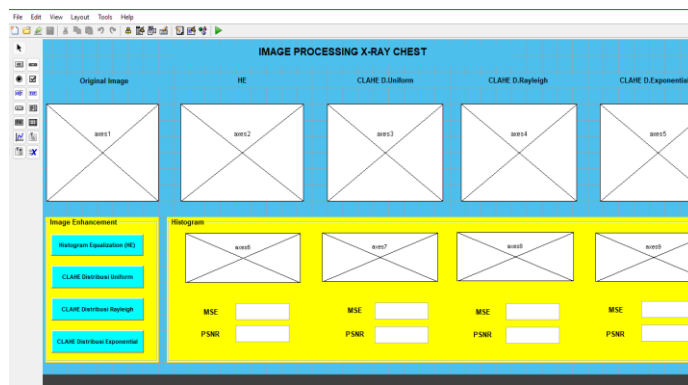 File Edit View Layout Tools Help
IMAGE PROCESSING X-RAY CHEST
Original Image HE CLAHE D.Uniform CLAHE D.Rayleigh CLAHE D.Exponential
axes1 axes2 axes3 axes4 axes5
Image Enhancement Histogram
Histogram Equalization (HE)
CLAHE Distribusi Uniform
CLAHE Distribusi Rayleigh
CLAHE Distribusi Exponential
axes6 axes7 axes8 axes9
MSE MSE MSE MSE
PSNR PSNR PSNR PSNR